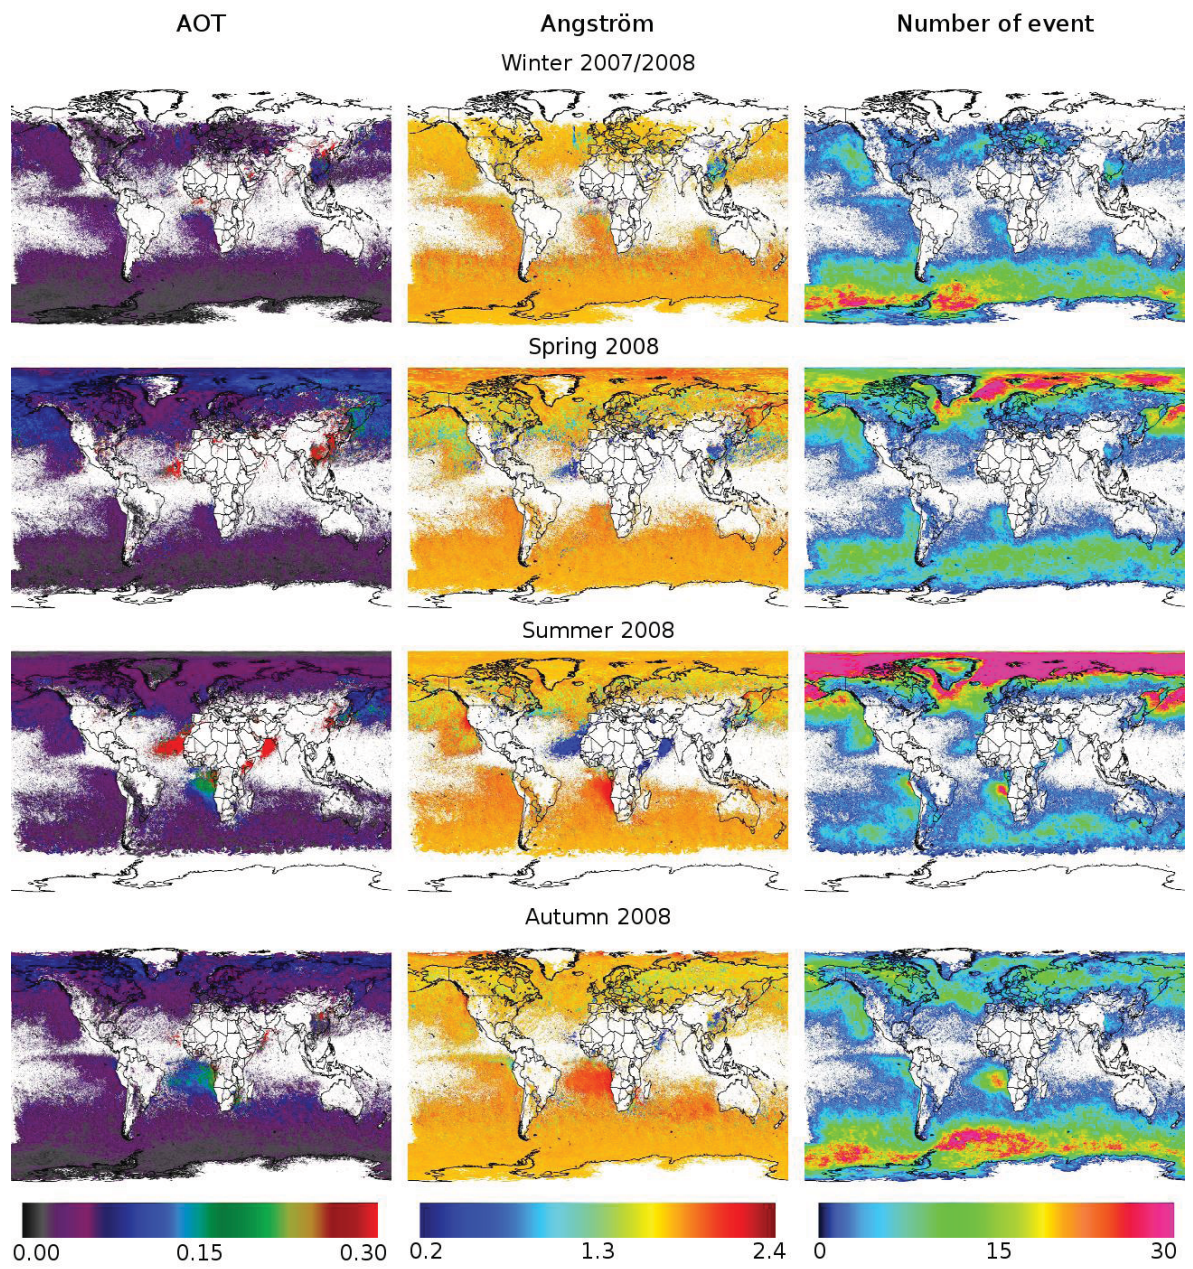 AOT Angström Number of event
Winter 2007/2008
Spring 2008
Summer 2008
Autumn 2008
0.00 0.15 0.30 0.2 1.3 2.4 0 15 30